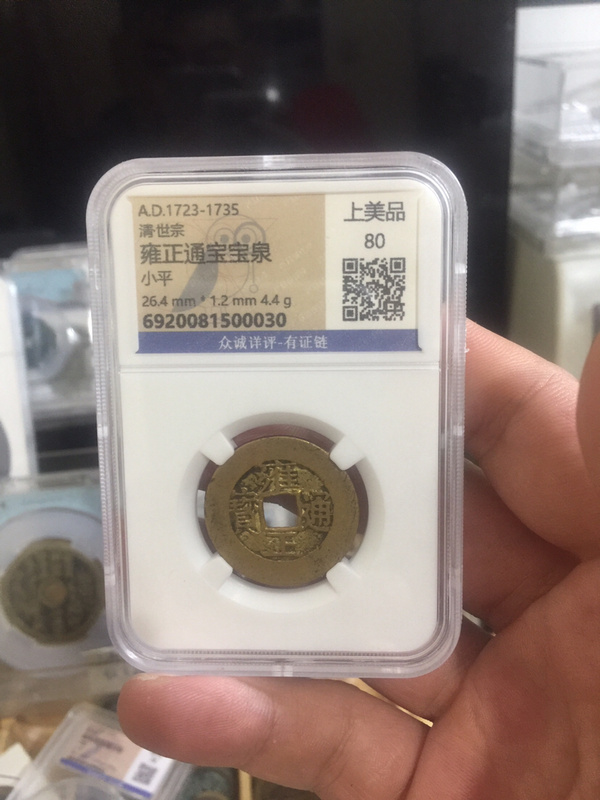 A.D.1723-1735
清·世宗
雍正通宝宝泉
小平
26.4 mm * 1.2 mm 4.4 g
6920081500030
上美品
80
众诚详评-有证链
雍
正
通
寶